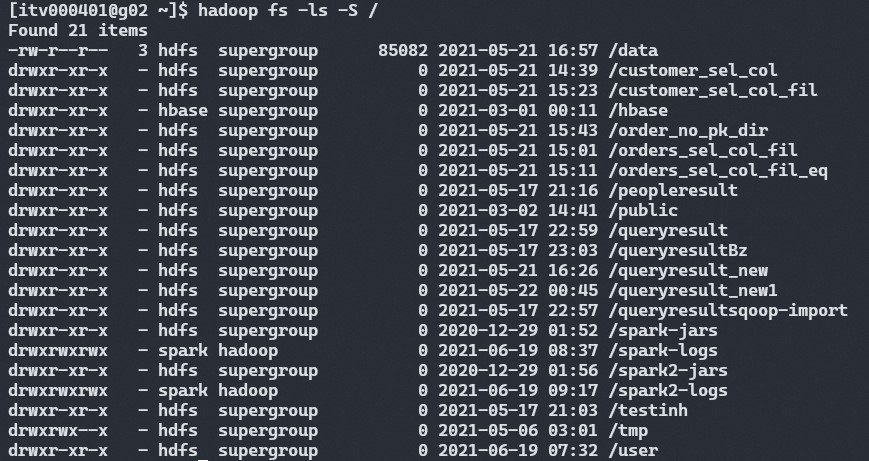 [itv000401@g02 ~]$ hadoop fs -ls -S /
Found 21 items
-rw-r--r--   3 hdfs  supergroup      85082 2021-05-21 16:57 /data
drwxr-xr-x   - hdfs  supergroup          0 2021-05-21 14:39 /customer_sel_col
drwxr-xr-x   - hdfs  supergroup          0 2021-05-21 15:23 /customer_sel_col_fil
drwxr-xr-x   - hbase supergroup          0 2021-03-01 00:11 /hbase
drwxr-xr-x   - hdfs  supergroup          0 2021-05-21 15:43 /order_no_pk_dir
drwxr-xr-x   - hdfs  supergroup          0 2021-05-21 15:01 /orders_sel_col_fil
drwxr-xr-x   - hdfs  supergroup          0 2021-05-21 15:11 /orders_sel_col_fil_eq
drwxr-xr-x   - hdfs  supergroup          0 2021-05-17 21:16 /peopleresult
drwxr-xr-x   - hdfs  supergroup          0 2021-03-02 14:41 /public
drwxr-xr-x   - hdfs  supergroup          0 2021-05-17 22:59 /queryresult
drwxr-xr-x   - hdfs  supergroup          0 2021-05-17 23:03 /queryresultBz
drwxr-xr-x   - hdfs  supergroup          0 2021-05-21 16:26 /queryresult_new
drwxr-xr-x   - hdfs  supergroup          0 2021-05-22 00:45 /queryresult_new1
drwxr-xr-x   - hdfs  supergroup          0 2021-05-17 22:57 /queryresultsqoop-import
drwxr-xr-x   - hdfs  supergroup          0 2020-12-29 01:52 /spark-jars
drwxrwxrwx   - spark hadoop              0 2021-06-19 08:37 /spark-logs
drwxr-xr-x   - hdfs  supergroup          0 2020-12-29 01:56 /spark2-jars
drwxrwxrwx   - spark hadoop              0 2021-06-19 09:17 /spark2-logs
drwxr-xr-x   - hdfs  supergroup          0 2021-05-17 21:03 /testinh
drwxrwx--x   - hdfs  supergroup          0 2021-05-06 03:01 /tmp
drwxr-xr-x   - hdfs  supergroup          0 2021-06-19 07:32 /user